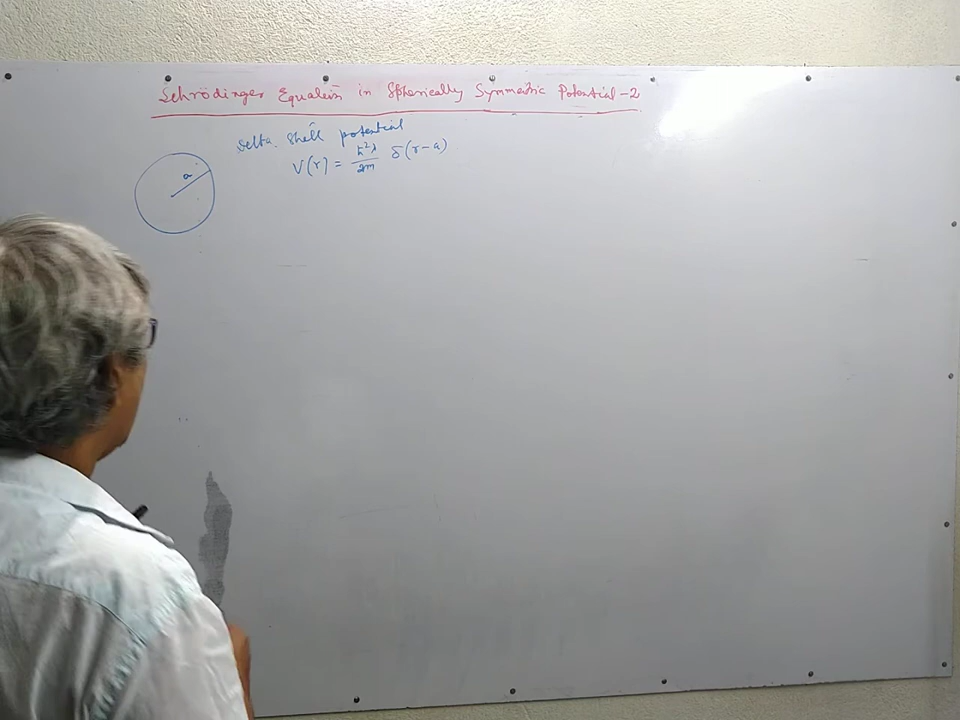 Schrödinger Equation in Spherically Symmetric Potential - 2
Delta Shell potential
V(r) = ħ²λ/2m δ(r-a)
a